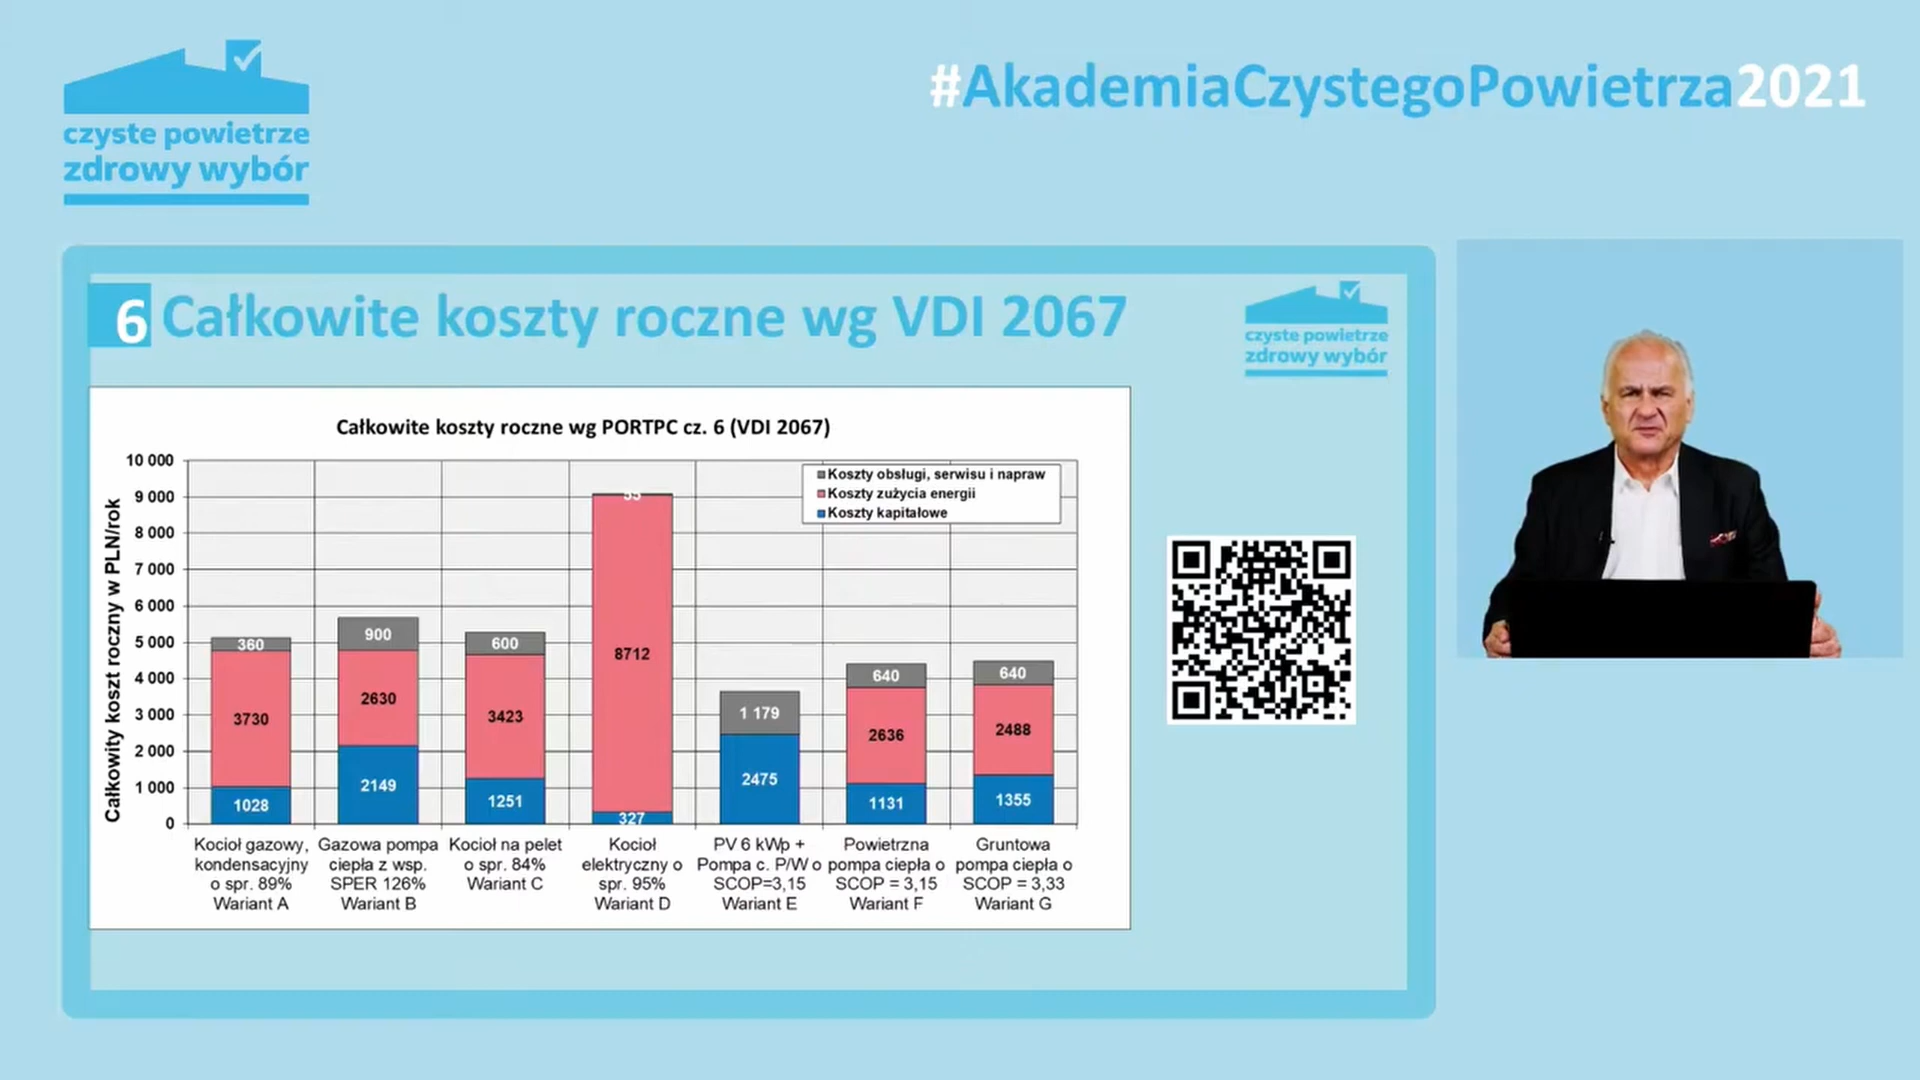 czyste powietrze
zdrowy wybór
#AkademiaCzystegoPowietrza2021
6 Całkowite koszty roczne wg VDI 2067
czyste powietrze
zdrowy wybór
Całkowite koszty roczne wg PORTPC cz. 6 (VDI 2067)
Całkowity koszt roczny w PLN/rok
10 000
9 000
8 000
7 000
6 000
5 000
4 000
3 000
2 000
1 000
0
Koszty obsługi, serwisu i napraw
Koszty zużycia energii
Koszty kapitałowe
360
3730
1028
900
2630
2149
600
3423
1251
55
8712
327
1 179
2475
640
2636
1131
640
2488
1355
Kocioł gazowy,
kondensacyjny
o spr. 89%
Wariant A
Gazowa pompa
ciepła z wsp.
SPER 126%
Wariant B
Kocioł na pelet
o spr. 84%
Wariant C
Kocioł
elektryczny o
spr. 95%
Wariant D
PV 6 kWp +
Pompa c. P/W o
SCOP=3,15
Wariant E
Powietrzna
pompa ciepła o
SCOP = 3,15
Wariant F
Gruntowa
pompa ciepła o
SCOP = 3,33
Wariant G